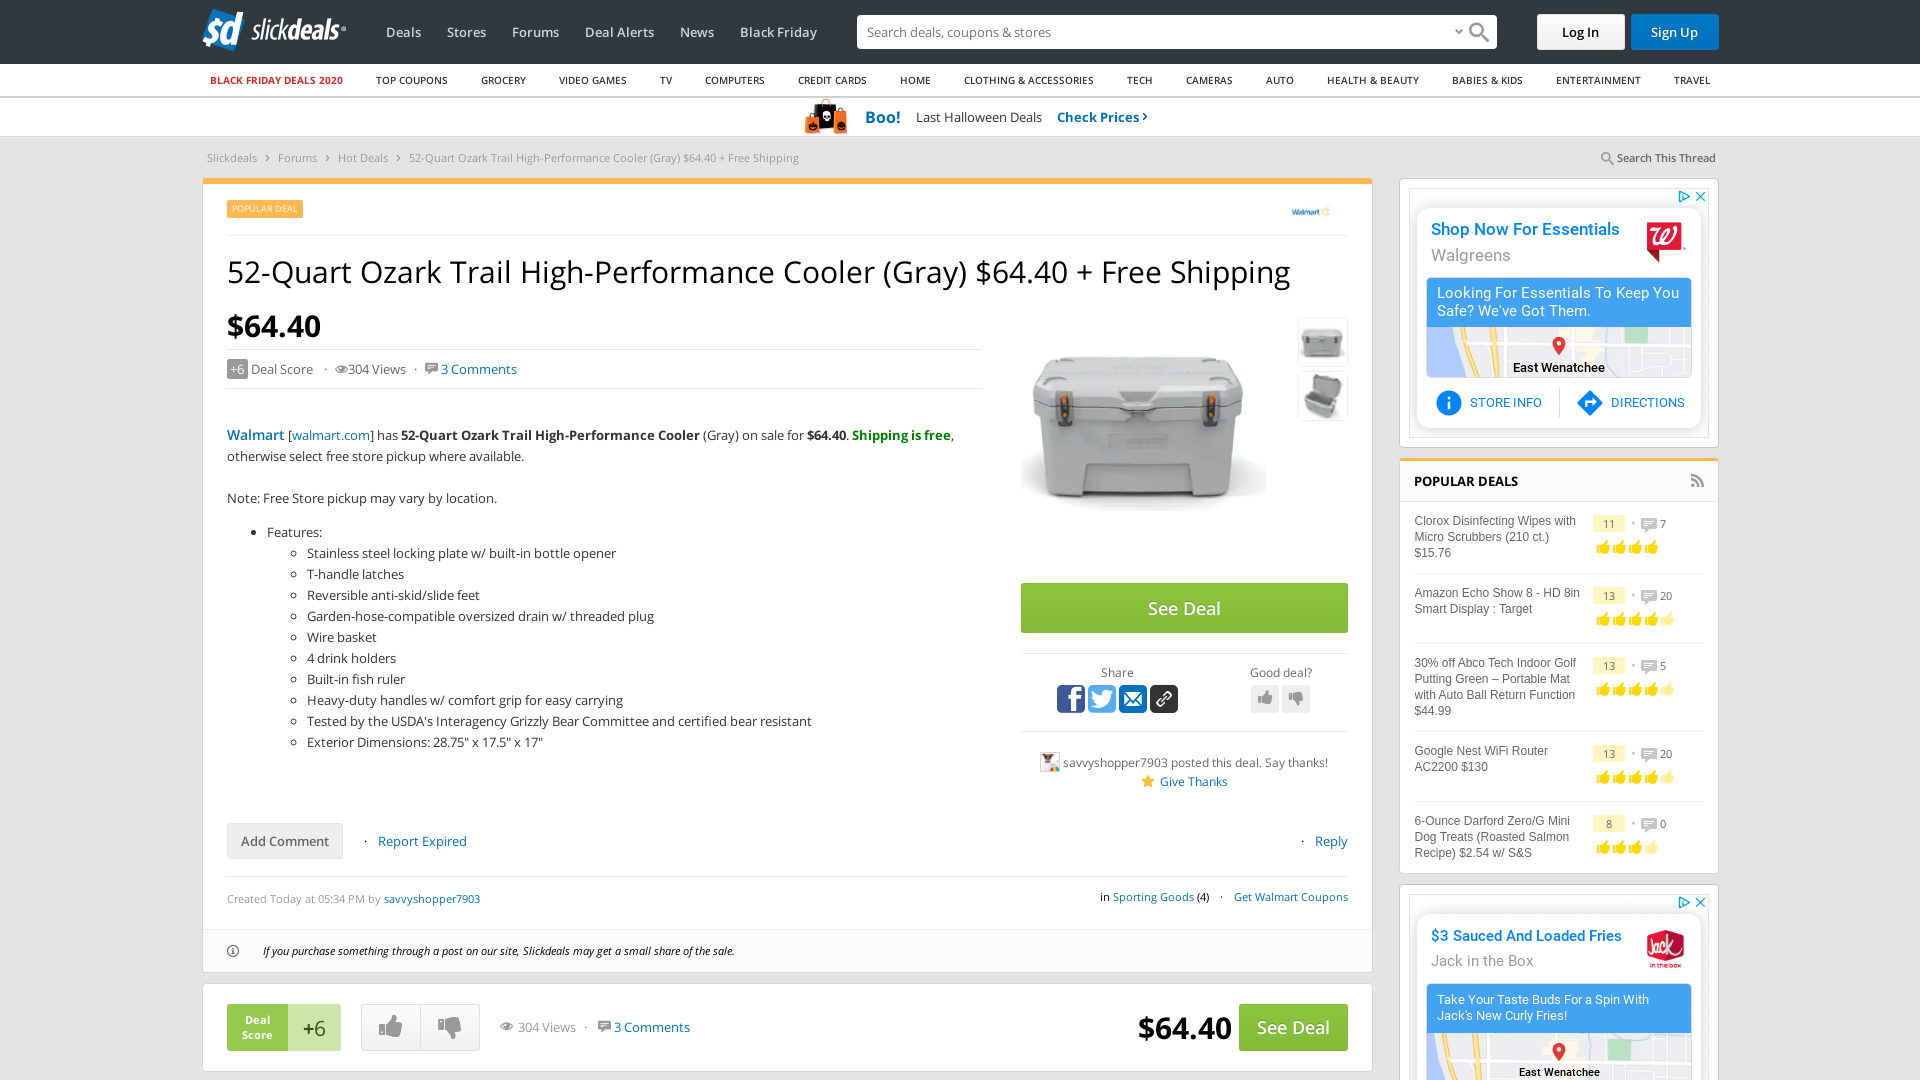 sd slickdeals
Deals
Stores
Forums
Deal Alerts
News
Black Friday
Search deals, coupons & stores
Log In
Sign Up
BLACK FRIDAY DEALS 2020
TOP COUPONS
GROCERY
VIDEO GAMES
TV
COMPUTERS
CREDIT CARDS
HOME
CLOTHING & ACCESSORIES
TECH
CAMERAS
AUTO
HEALTH & BEAUTY
BABIES & KIDS
ENTERTAINMENT
TRAVEL
Boo! Last Halloween Deals Check Prices ›
Slickdeals › Forums › Hot Deals › 52-Quart Ozark Trail High-Performance Cooler (Gray) $64.40 + Free Shipping
Search This Thread
POPULAR DEAL
Walmart
52-Quart Ozark Trail High-Performance Cooler (Gray) $64.40 + Free Shipping
$64.40
+6 Deal Score · 304 Views · 3 Comments
Walmart [walmart.com] has 52-Quart Ozark Trail High-Performance Cooler (Gray) on sale for $64.40. Shipping is free,
otherwise select free store pickup where available.
Note: Free Store pickup may vary by location.
Features:
Stainless steel locking plate w/ built-in bottle opener
T-handle latches
Reversible anti-skid/slide feet
Garden-hose-compatible oversized drain w/ threaded plug
Wire basket
4 drink holders
Built-in fish ruler
Heavy-duty handles w/ comfort grip for easy carrying
Tested by the USDA's Interagency Grizzly Bear Committee and certified bear resistant
Exterior Dimensions: 28.75" x 17.5" x 17"
See Deal
Share
Good deal?
savvyshopper7903 posted this deal. Say thanks!
Give Thanks
Add Comment
· Report Expired
· Reply
Created Today at 05:34 PM by savvyshopper7903
in Sporting Goods (4) · Get Walmart Coupons
If you purchase something through a post on our site, Slickdeals may get a small share of the sale.
Deal
Score
+6
304 Views · 3 Comments
$64.40
See Deal
Shop Now For Essentials
Walgreens
Looking For Essentials To Keep You
Safe? We've Got Them.
East Wenatchee
STORE INFO
DIRECTIONS
POPULAR DEALS
Clorox Disinfecting Wipes with
Micro Scrubbers (210 ct.)
$15.76
11 • 7
Amazon Echo Show 8 - HD 8in
Smart Display : Target
13 • 20
30% off Abco Tech Indoor Golf
Putting Green – Portable Mat
with Auto Ball Return Function
$44.99
13 • 5
Google Nest WiFi Router
AC2200 $130
13 • 20
6-Ounce Darford Zero/G Mini
Dog Treats (Roasted Salmon
Recipe) $2.54 w/ S&S
8 • 0
$3 Sauced And Loaded Fries
Jack in the Box
Jack
in the box
Take Your Taste Buds For a Spin With
Jack's New Curly Fries!
East Wenatchee